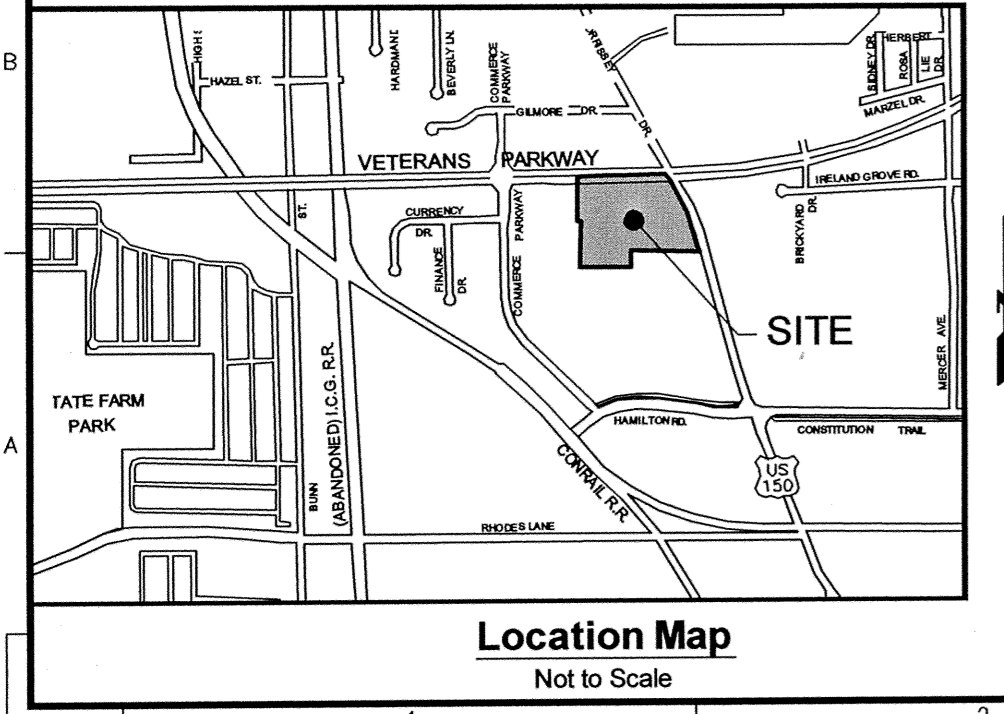 B
A
HAZEL ST.
BEVERLY LN.
COMMERCE
PARKWAY
GILMORE DR.
DR.
SIDNEY DR.
HERBERT
ROSA
LIE
DR.
MARZEL DR.
VETERANS PARKWAY
IRELAND GROVE RD.
BRICKYARD
DR.
ST.
CURRENCY
DR.
FINANCE
DR.
COMMERCE PARKWAY
SITE
MERCER AVE.
TATE FARM
PARK
BUNN
(ABANDONED) I.C.G. R.R.
HAMILTON RD.
CONSTITUTION TRAIL
CONRAIL R.R.
US
150
RHODES LANE
Location Map
Not to Scale